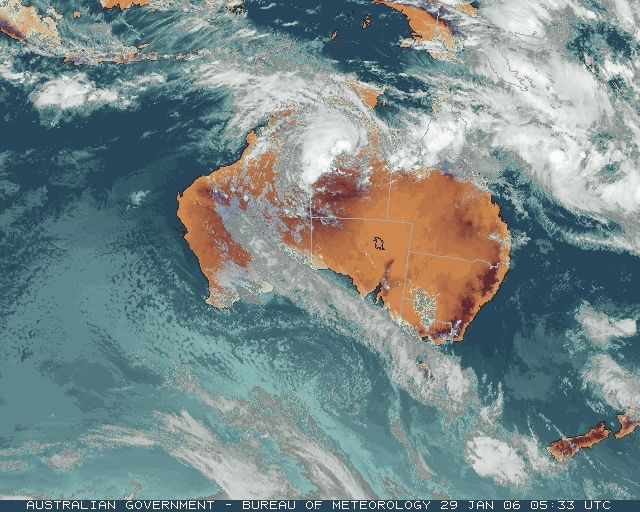 AUSTRALIAN GOVERNMENT - BUREAU OF METEOROLOGY 29 JAN 06 05:33 UTC